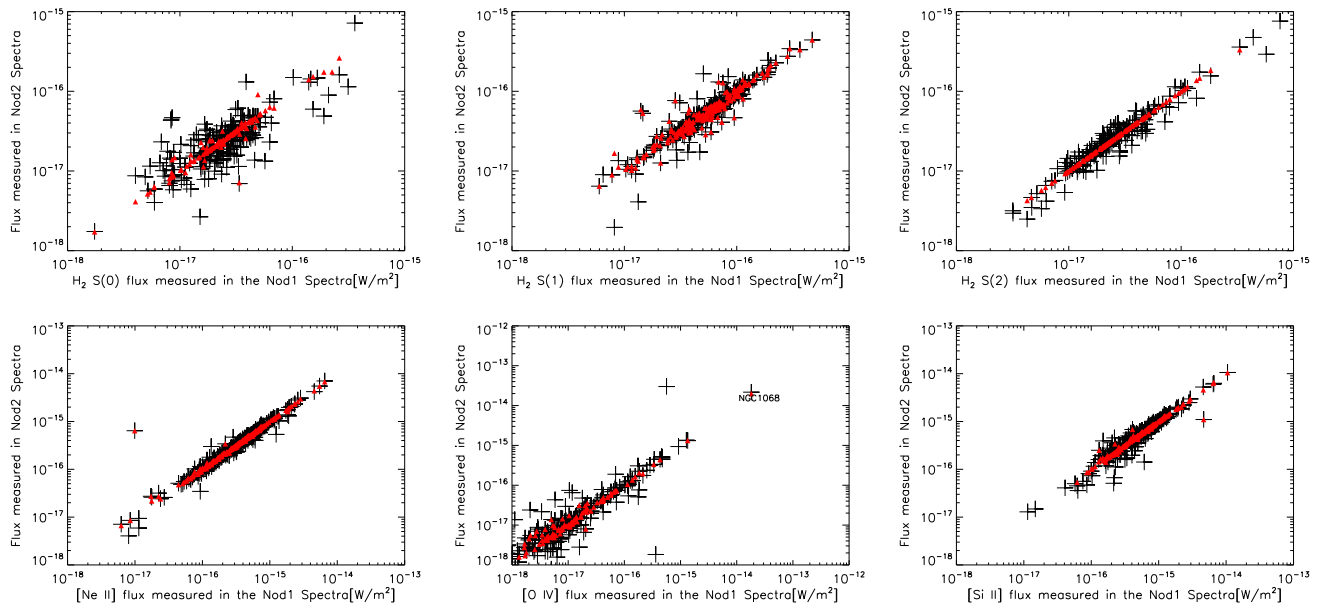 10⁻¹⁵
10⁻¹⁶
10⁻¹⁷
10⁻¹⁸
Flux measured in Nod2 Spectra
10⁻¹⁸ 10⁻¹⁷ 10⁻¹⁶ 10⁻¹⁵
H₂ S(0) flux measured in the Nod1 Spectra[W/m²]
10⁻¹⁵
10⁻¹⁶
10⁻¹⁷
10⁻¹⁸
Flux measured in Nod2 Spectra
10⁻¹⁸ 10⁻¹⁷ 10⁻¹⁶ 10⁻¹⁵
H₂ S(1) flux measured in the Nod1 Spectra[W/m²]
10⁻¹⁵
10⁻¹⁶
10⁻¹⁷
10⁻¹⁸
Flux measured in Nod2 Spectra
10⁻¹⁸ 10⁻¹⁷ 10⁻¹⁶ 10⁻¹⁵
H₂ S(2) flux measured in the Nod1 Spectra[W/m²]
10⁻¹³
10⁻¹⁴
10⁻¹⁵
10⁻¹⁶
10⁻¹⁷
10⁻¹⁸
Flux measured in Nod2 Spectra
10⁻¹⁸ 10⁻¹⁷ 10⁻¹⁶ 10⁻¹⁵ 10⁻¹⁴ 10⁻¹³
[Ne II] flux measured in the Nod1 Spectra[W/m²]
10⁻¹²
10⁻¹³
10⁻¹⁴
10⁻¹⁵
10⁻¹⁶
10⁻¹⁷
10⁻¹⁸
Flux measured in Nod2 Spectra
NGC1068
10⁻¹⁸ 10⁻¹⁷ 10⁻¹⁶ 10⁻¹⁵ 10⁻¹⁴ 10⁻¹³ 10⁻¹²
[O IV] flux measured in the Nod1 Spectra[W/m²]
10⁻¹³
10⁻¹⁴
10⁻¹⁵
10⁻¹⁶
10⁻¹⁷
10⁻¹⁸
Flux measured in Nod2 Spectra
10⁻¹⁸ 10⁻¹⁷ 10⁻¹⁶ 10⁻¹⁵ 10⁻¹⁴ 10⁻¹³
[Si II] flux measured in the Nod1 Spectra[W/m²]